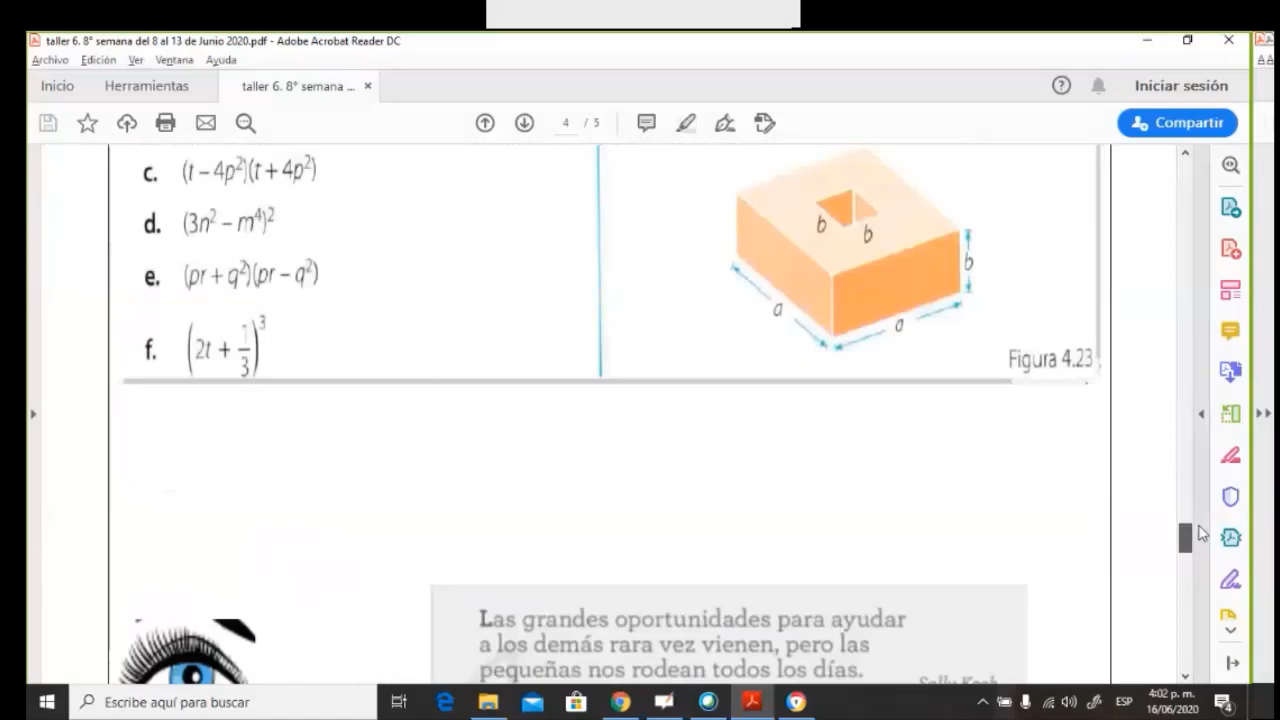 taller 6. 8° semana del 8 al 13 de Junio 2020.pdf - Adobe Acrobat Reader DC
Archivo Edición Ver Ventana Ayuda
Inicio Herramientas taller 6. 8° semana ... × Iniciar sesión
4 / 5 Compartir
c. (t – 4p²)(t + 4p²)
d. (3n² – m⁴)²
e. (pr + q²)(pr – q²)
f. (2t + 1/3)³
b b
b
a a
Figura 4.23
Las grandes oportunidades para ayudar
a los demás rara vez vienen, pero las
pequeñas nos rodean todos los días.
Escribe aquí para buscar
ESP
4:02 p. m.
16/06/2020
4